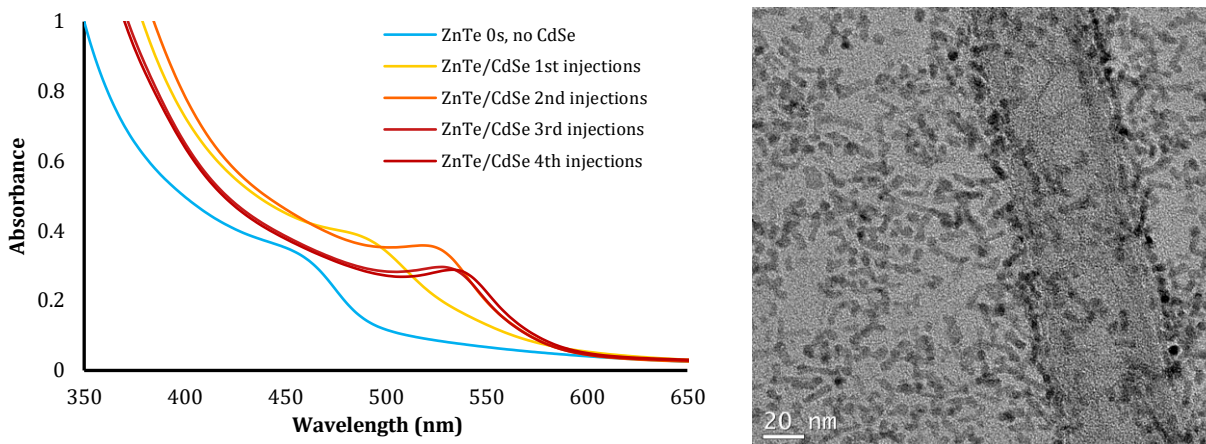 1
0.8
0.6
0.4
0.2
0
Absorbance
350 400 450 500 550 600 650
Wavelength (nm)
ZnTe 0s, no CdSe
ZnTe/CdSe 1st injections
ZnTe/CdSe 2nd injections
ZnTe/CdSe 3rd injections
ZnTe/CdSe 4th injections
20 nm